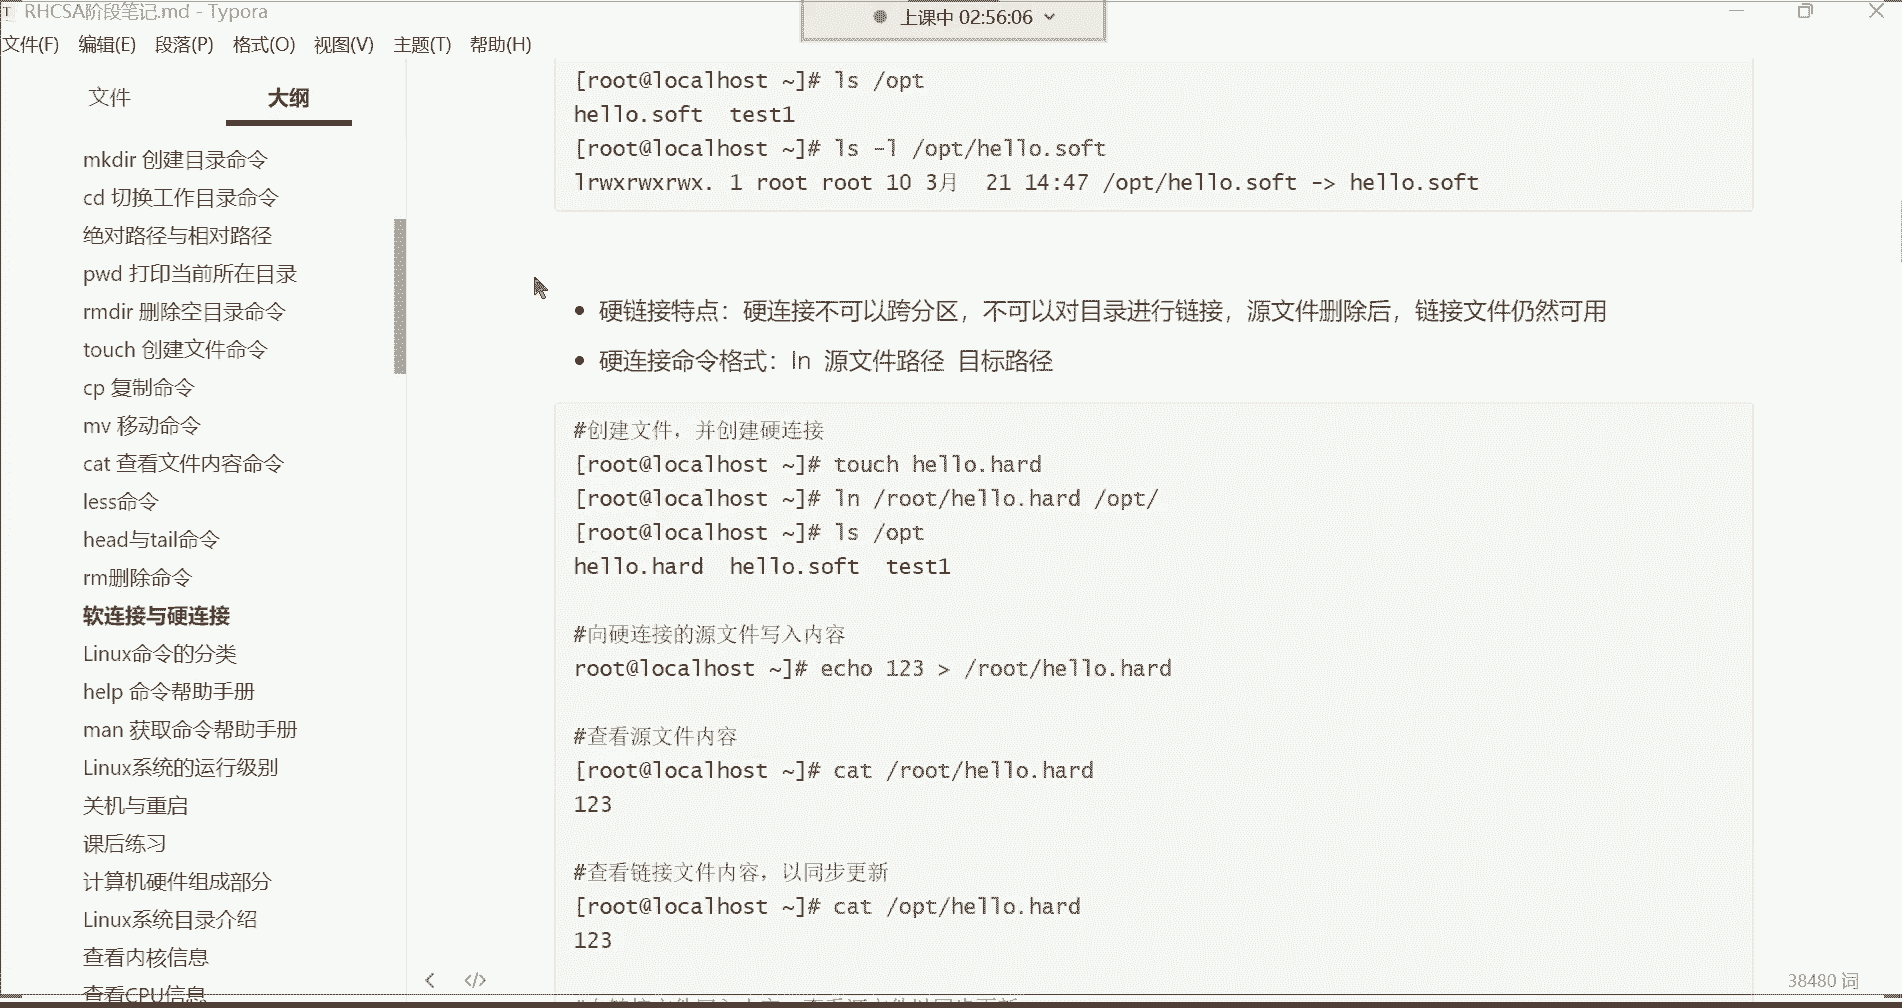 RHCSA阶段笔记.md - Typora
上课中 02:56:06
文件(F) 编辑(E) 段落(P) 格式(O) 视图(V) 主题(T) 帮助(H)
文件 大纲
mkdir 创建目录命令
cd 切换工作目录命令
绝对路径与相对路径
pwd 打印当前所在目录
rmdir 删除空目录命令
touch 创建文件命令
cp 复制命令
mv 移动命令
cat 查看文件内容命令
less命令
head与tail命令
rm删除命令
软连接与硬连接
Linux命令的分类
help 命令帮助手册
man 获取命令帮助手册
Linux系统的运行级别
关机与重启
课后练习
计算机硬件组成部分
Linux系统目录介绍
查看内核信息
查看CPU信息
[root@localhost ~]# ls /opt
hello.soft  test1
[root@localhost ~]# ls -l /opt/hello.soft
lrwxrwxrwx. 1 root root 10 3月  21 14:47 /opt/hello.soft -> hello.soft
• 硬链接特点：硬连接不可以跨分区，不可以对目录进行链接，源文件删除后，链接文件仍然可用
• 硬连接命令格式：ln 源文件路径 目标路径
#创建文件，并创建硬连接
[root@localhost ~]# touch hello.hard
[root@localhost ~]# ln /root/hello.hard /opt/
[root@localhost ~]# ls /opt
hello.hard  hello.soft  test1
#向硬连接的源文件写入内容
root@localhost ~]# echo 123 > /root/hello.hard
#查看源文件内容
[root@localhost ~]# cat /root/hello.hard
123
#查看链接文件内容，以同步更新
[root@localhost ~]# cat /opt/hello.hard
123
38480 词